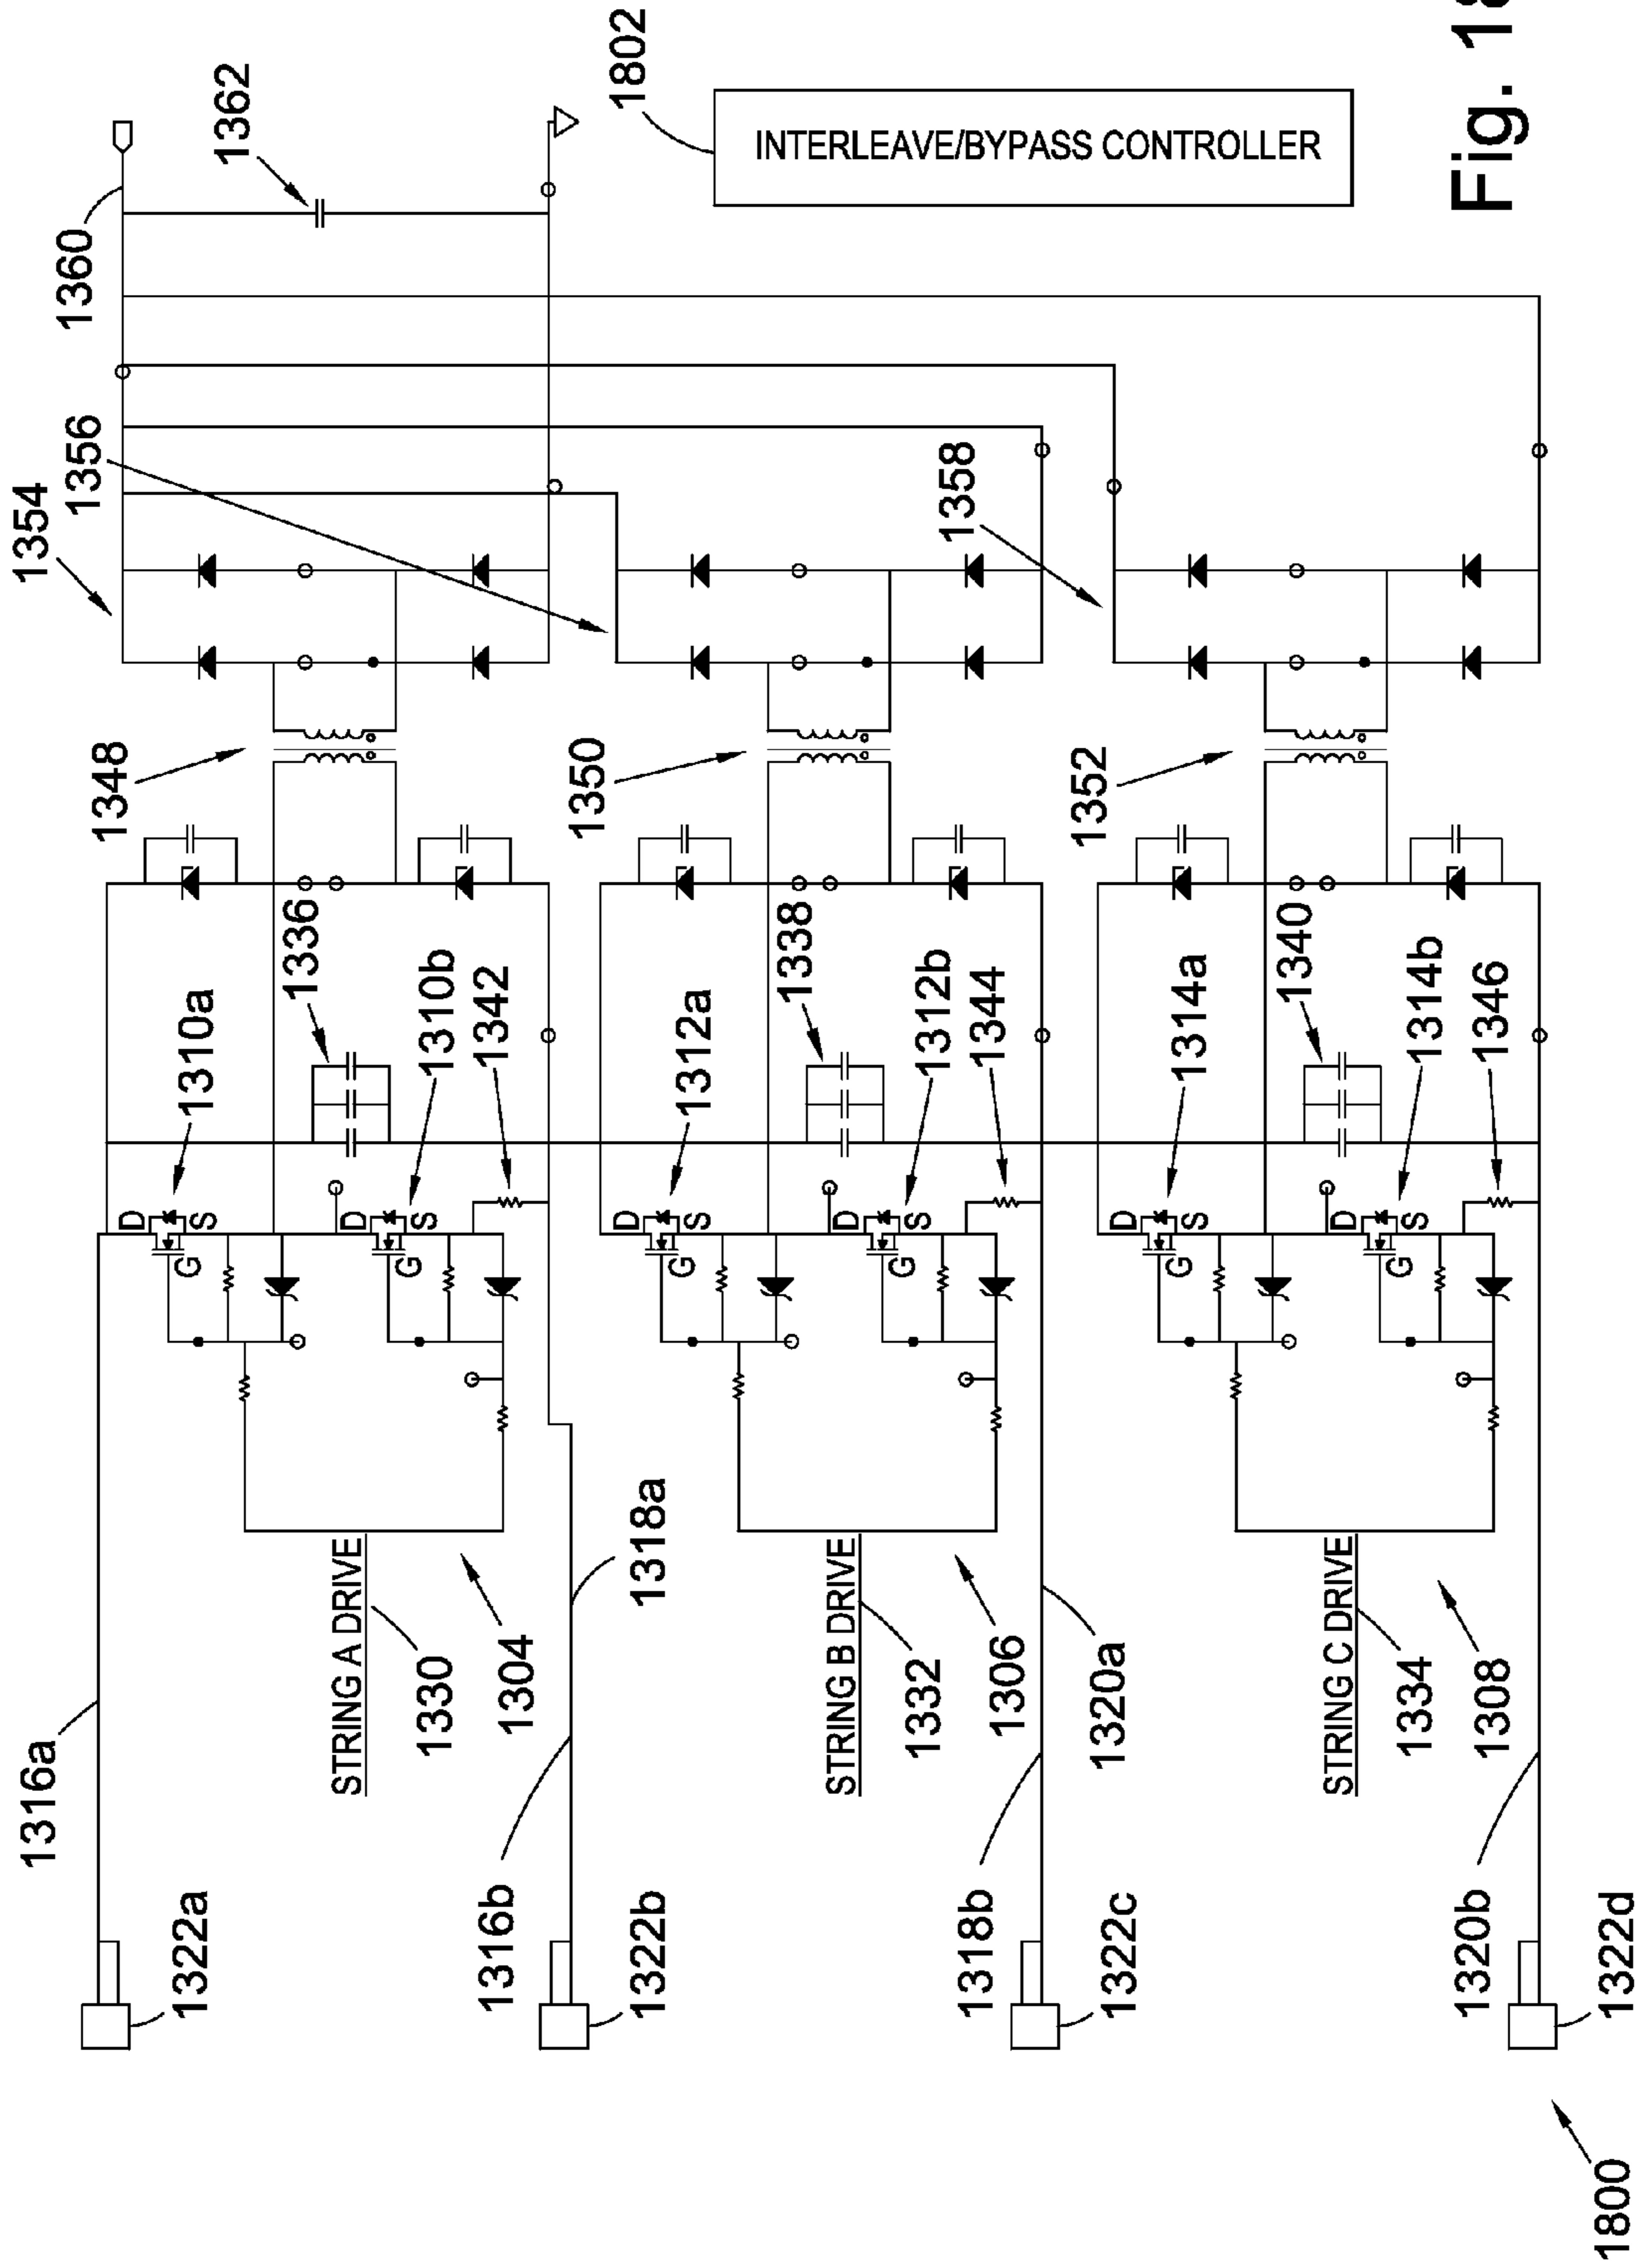 1316a
1322a
1310a
D
S
G
1348
1354
1360
1362
STRING A DRIVE
1330
1304
1336
D
S
G
1310b
1342
1356
1316b
1318a
1322b
1802
INTERLEAVE/BYPASS CONTROLLER
1312a
D
S
G
1350
STRING B DRIVE
1332
1306
1338
D
S
G
1312b
1344
1358
1318b
1320a
1322c
1314a
D
S
G
1352
STRING C DRIVE
1334
1308
1340
D
S
G
1314b
1346
1320b
1322d
1800
Fig. 18